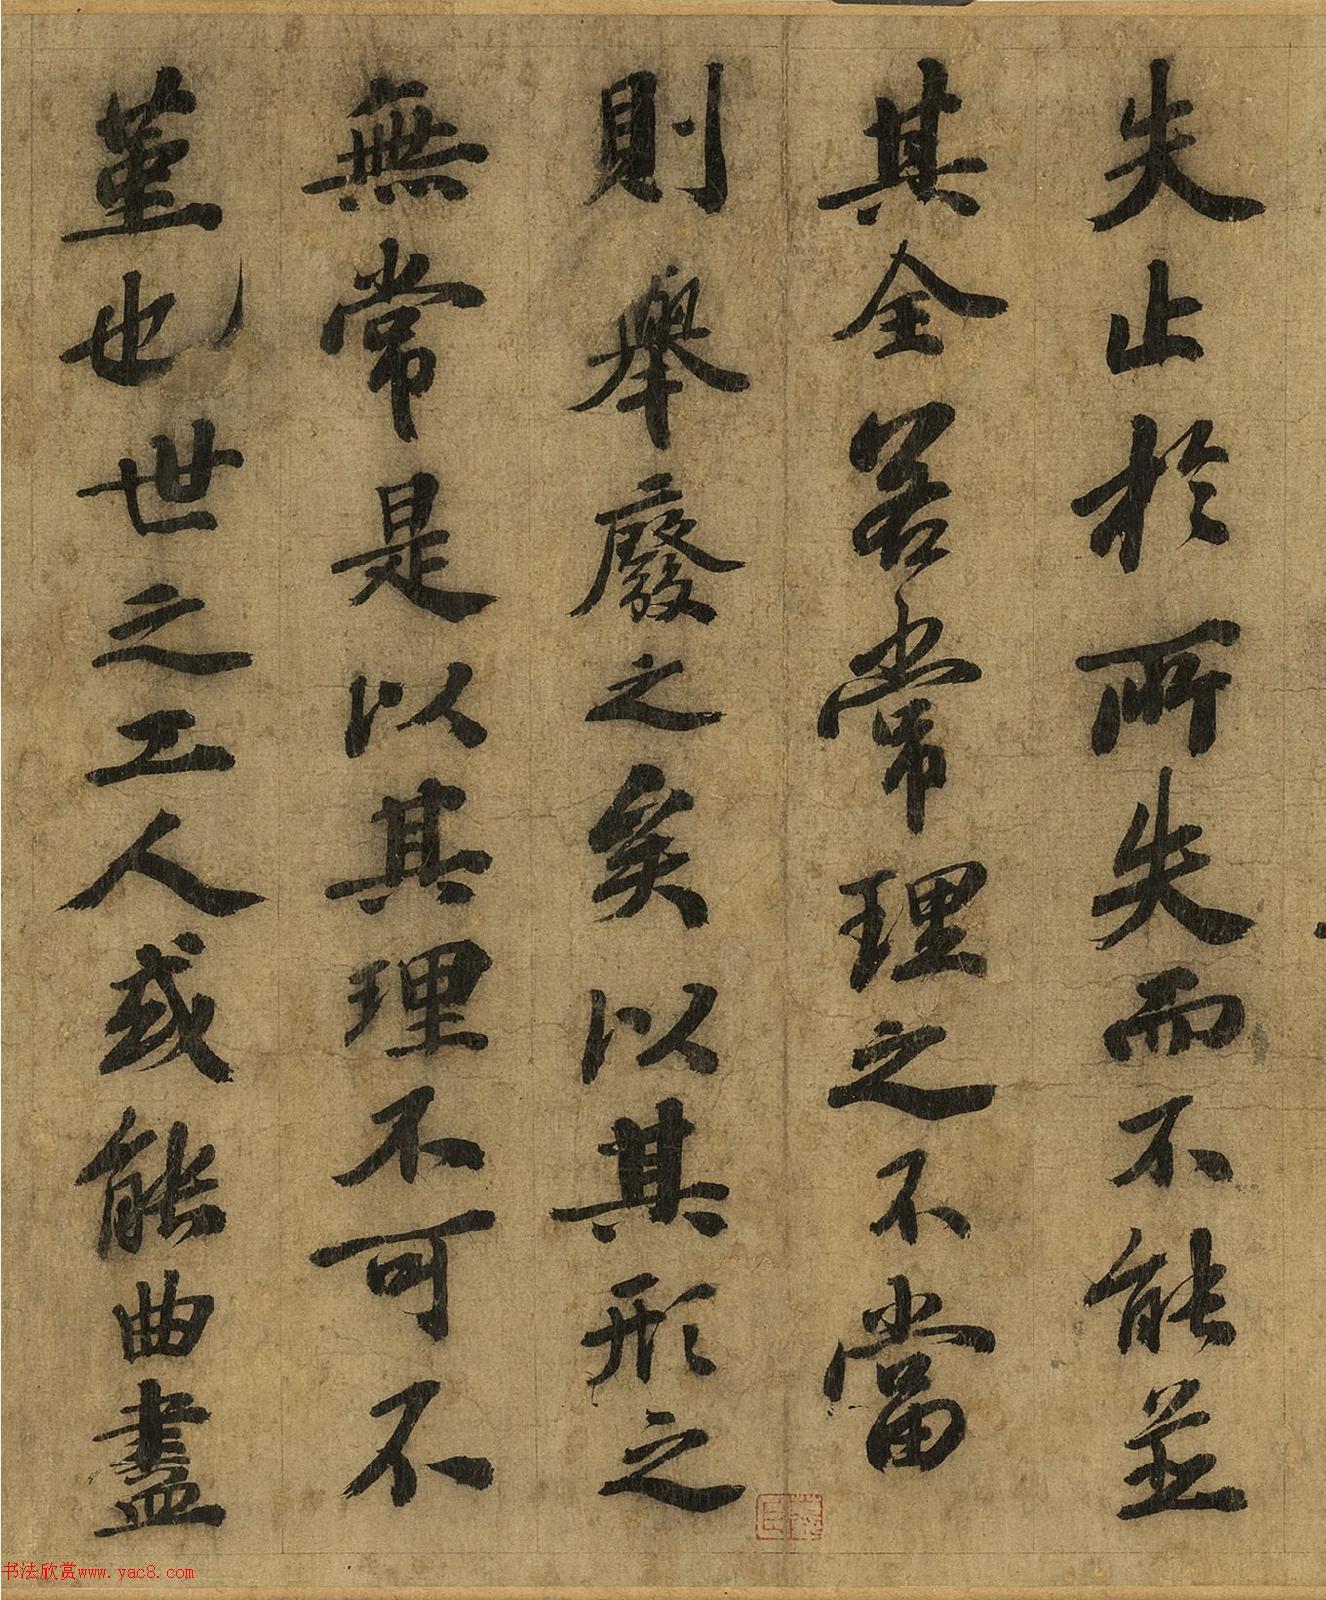 失止於所失而不能並
其全若常理之不當
則舉廢之矣以其形之
無常是以其理不可不
堇也世之工人或能曲盡
书法欣赏www.yac8.com